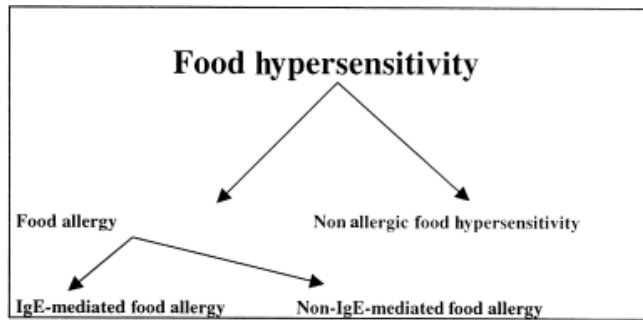 Food hypersensitivity
Food allergy
Non allergic food hypersensitivity
IgE-mediated food allergy
Non-IgE-mediated food allergy